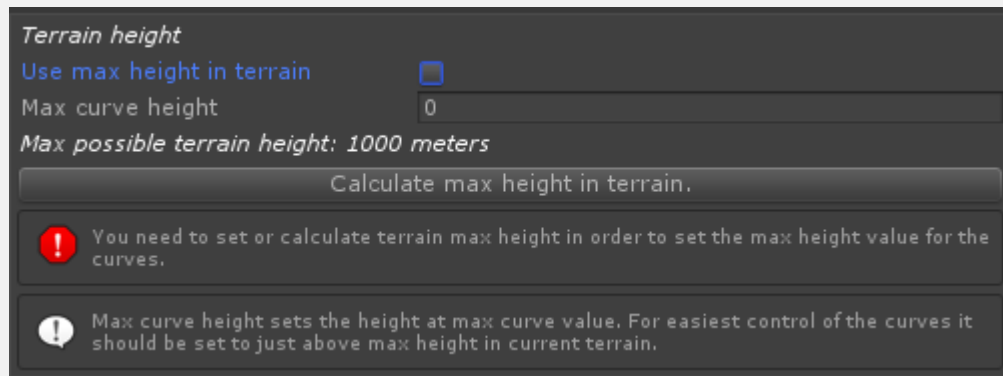 Terrain height
Use max height in terrain
Max curve height 0
Max possible terrain height: 1000 meters
Calculate max height in terrain.
You need to set or calculate terrain max height in order to set the max height value for the
curves.
Max curve height sets the height at max curve value. For easiest control of the curves it
should be set to just above max height in current terrain.